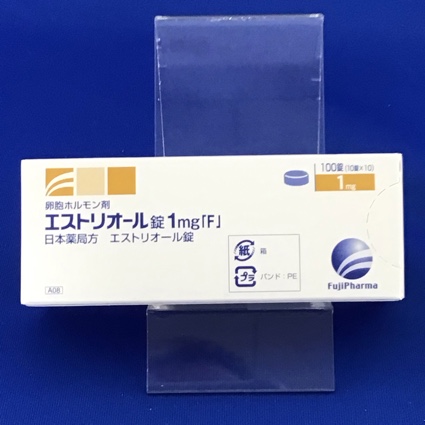 100錠(10錠×10)
1mg
卵胞ホルモン剤
エストリオール錠1mg「F」
日本薬局方 エストリオール錠
紙 箱
プラ バンド:PE
A08
FujiPharma